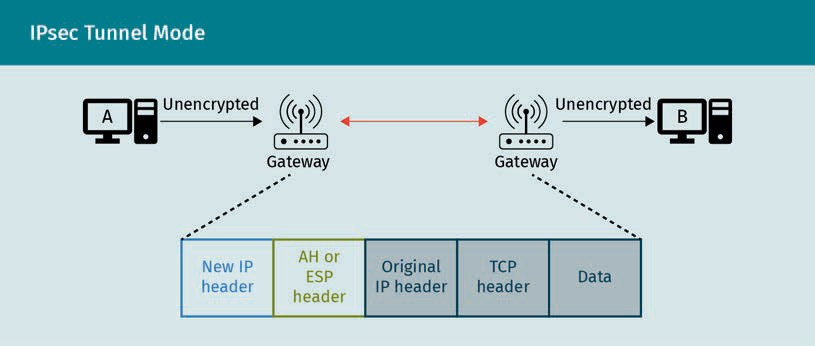 IPsec Tunnel Mode
A
Unencrypted
Unencrypted
B
Gateway
Gateway
New IP
header
AH or
ESP
header
Original
IP header
TCP
header
Data